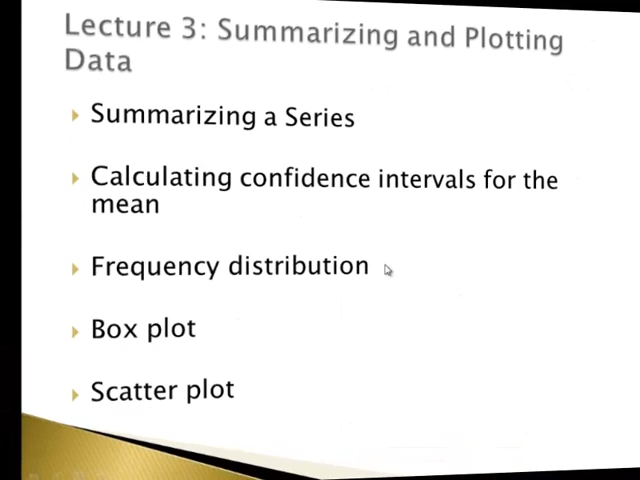 Lecture 3: Summarizing and Plotting
Data
Summarizing a Series
Calculating confidence intervals for the
mean
Frequency distribution
Box plot
Scatter plot